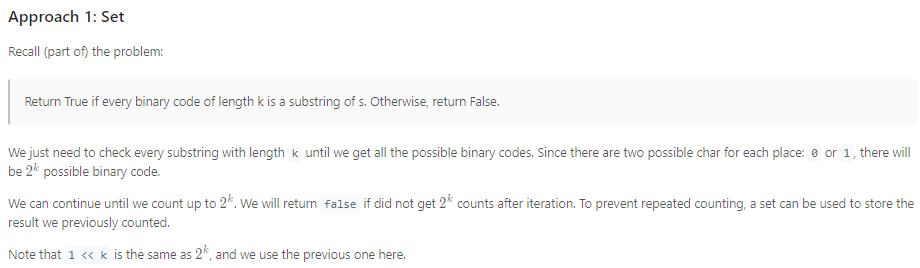 Approach 1: Set
Recall (part of) the problem:
Return True if every binary code of length k is a substring of s. Otherwise, return False.
We just need to check every substring with length k until we get all the possible binary codes. Since there are two possible char for each place: 0 or 1, there will
be 2^k possible binary code.
We can continue until we count up to 2^k. We will return false if did not get 2^k counts after iteration. To prevent repeated counting, a set can be used to store the
result we previously counted.
Note that 1 << k is the same as 2^k, and we use the previous one here.